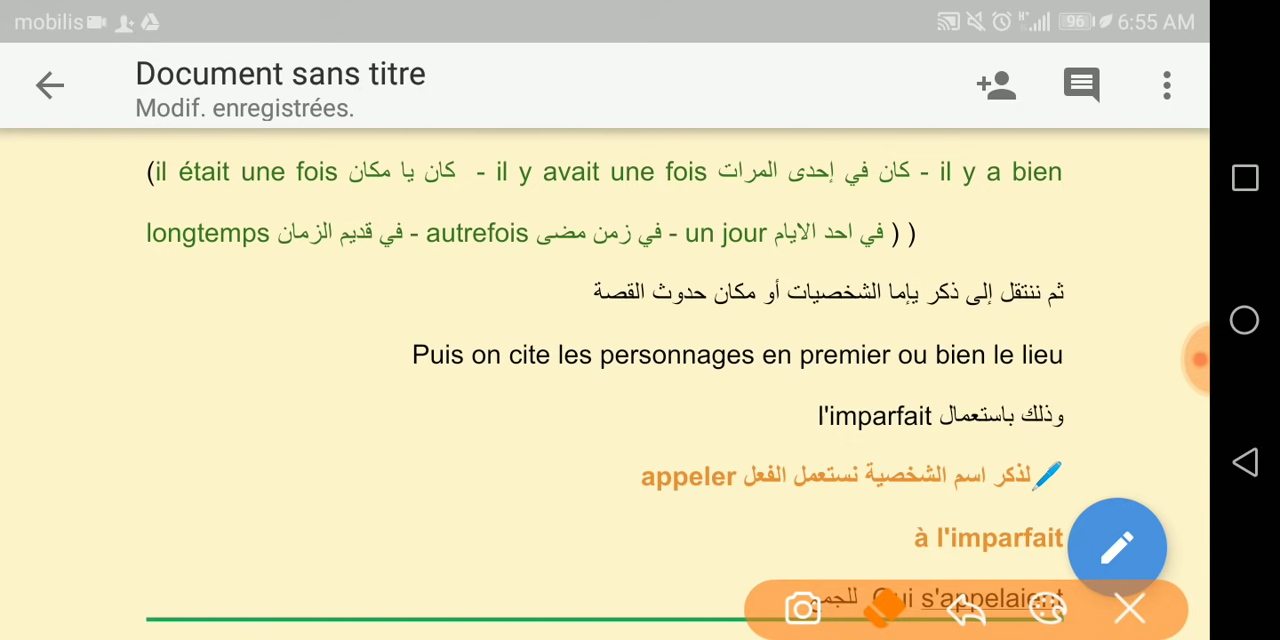 mobilis 96 6:55 AM
Document sans titre
Modif. enregistrées.
(il était une fois كان يا مكان - il y avait une fois كان في إحدى المرات - il y a bien
longtemps في قديم الزمان - autrefois في زمن مضى - un jour في احد الايام ) )
ثم ننتقل إلى ذكر يإما الشخصيات أو مكان حدوث القصة
Puis on cite les personnages en premier ou bien le lieu
وذلك باستعمال l'imparfait
لذكر اسم الشخصية نستعمل الفعل appeler
à l'imparfait
للجمع Qui s'appelaient